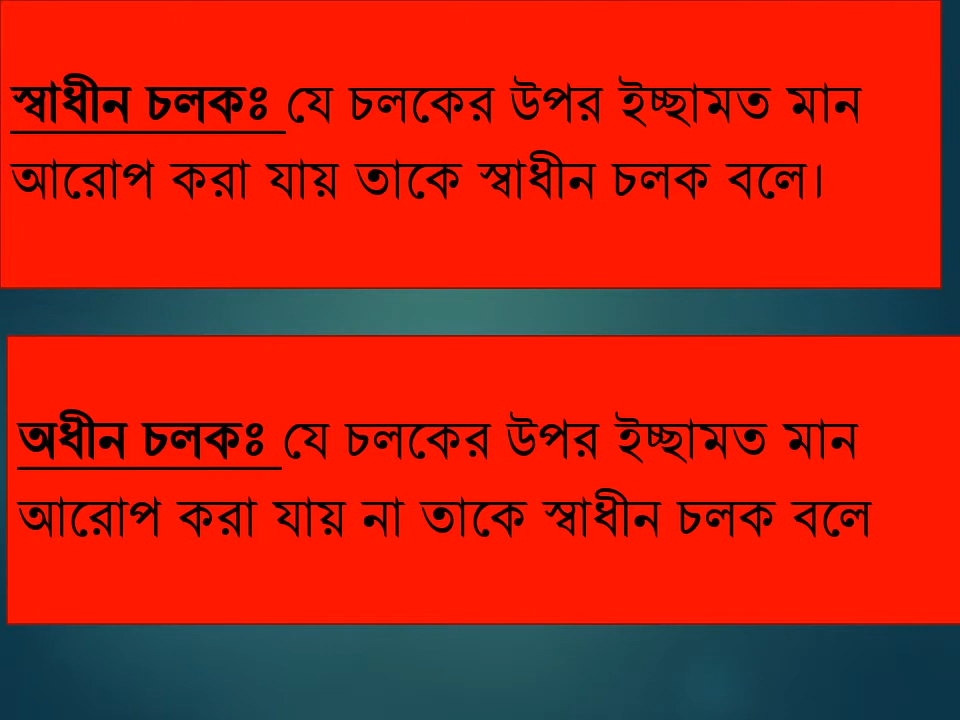 স্বাধীন চলকঃ যে চলকের উপর ইচ্ছামত মান
আরোপ করা যায় তাকে স্বাধীন চলক বলে।
অধীন চলকঃ যে চলকের উপর ইচ্ছামত মান
আরোপ করা যায় না তাকে স্বাধীন চলক বলে